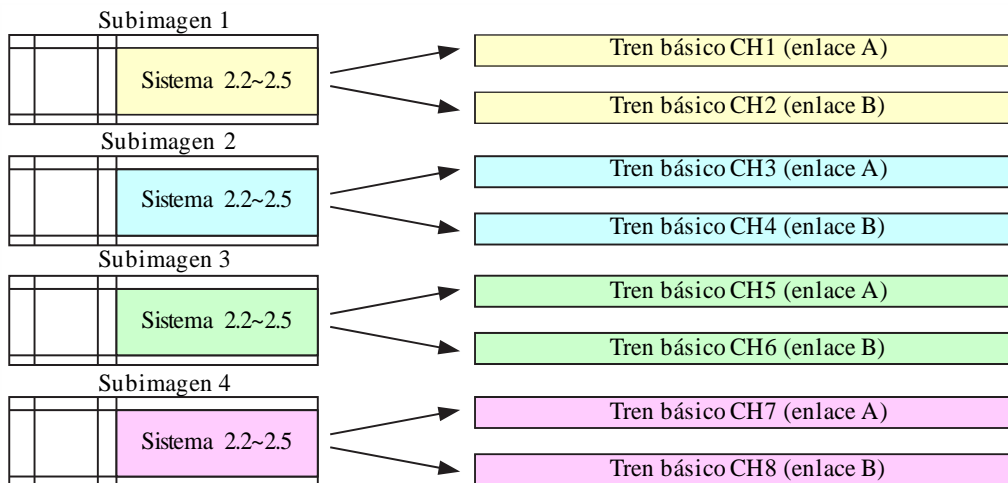 Subimagen 1
Sistema 2.2~2.5
Tren básico CH1 (enlace A)
Tren básico CH2 (enlace B)
Subimagen 2
Sistema 2.2~2.5
Tren básico CH3 (enlace A)
Tren básico CH4 (enlace B)
Subimagen 3
Sistema 2.2~2.5
Tren básico CH5 (enlace A)
Tren básico CH6 (enlace B)
Subimagen 4
Sistema 2.2~2.5
Tren básico CH7 (enlace A)
Tren básico CH8 (enlace B)